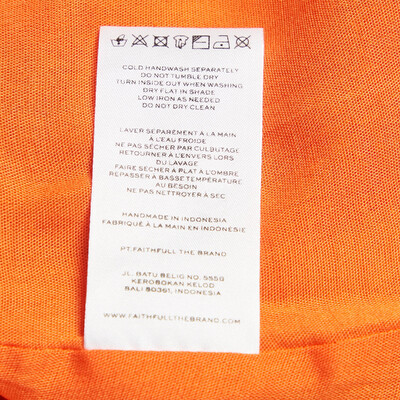 COLD HANDWASH SEPARATELY
DO NOT TUMBLE DRY
TURN INSIDE OUT WHEN WASHING
DRY FLAT IN SHADE
LOW IRON AS NEEDED
DO NOT DRY CLEAN
LAVER SÉPARÉMENT À LA MAIN
À L'EAU FROIDE
NE PAS SÉCHER PAR CULBUTAGE
RETOURNER À L'ENVERS LORS
DU LAVAGE
FAIRE SÉCHER À PLAT À L'OMBRE
REPASSER À BASSE TEMPÉRATURE
AU BESOIN
NE PAS NETTOYER À SEC
HANDMADE IN INDONESIA
FABRIQUÉ À LA MAIN EN INDONÉSIE
PT. FAITHFULL THE BRAND
JL. BATU BELIG NO. 555B
KEROBOKAN KELOD
BALI 80361, INDONESIA
WWW.FAITHFULLTHEBRAND.COM